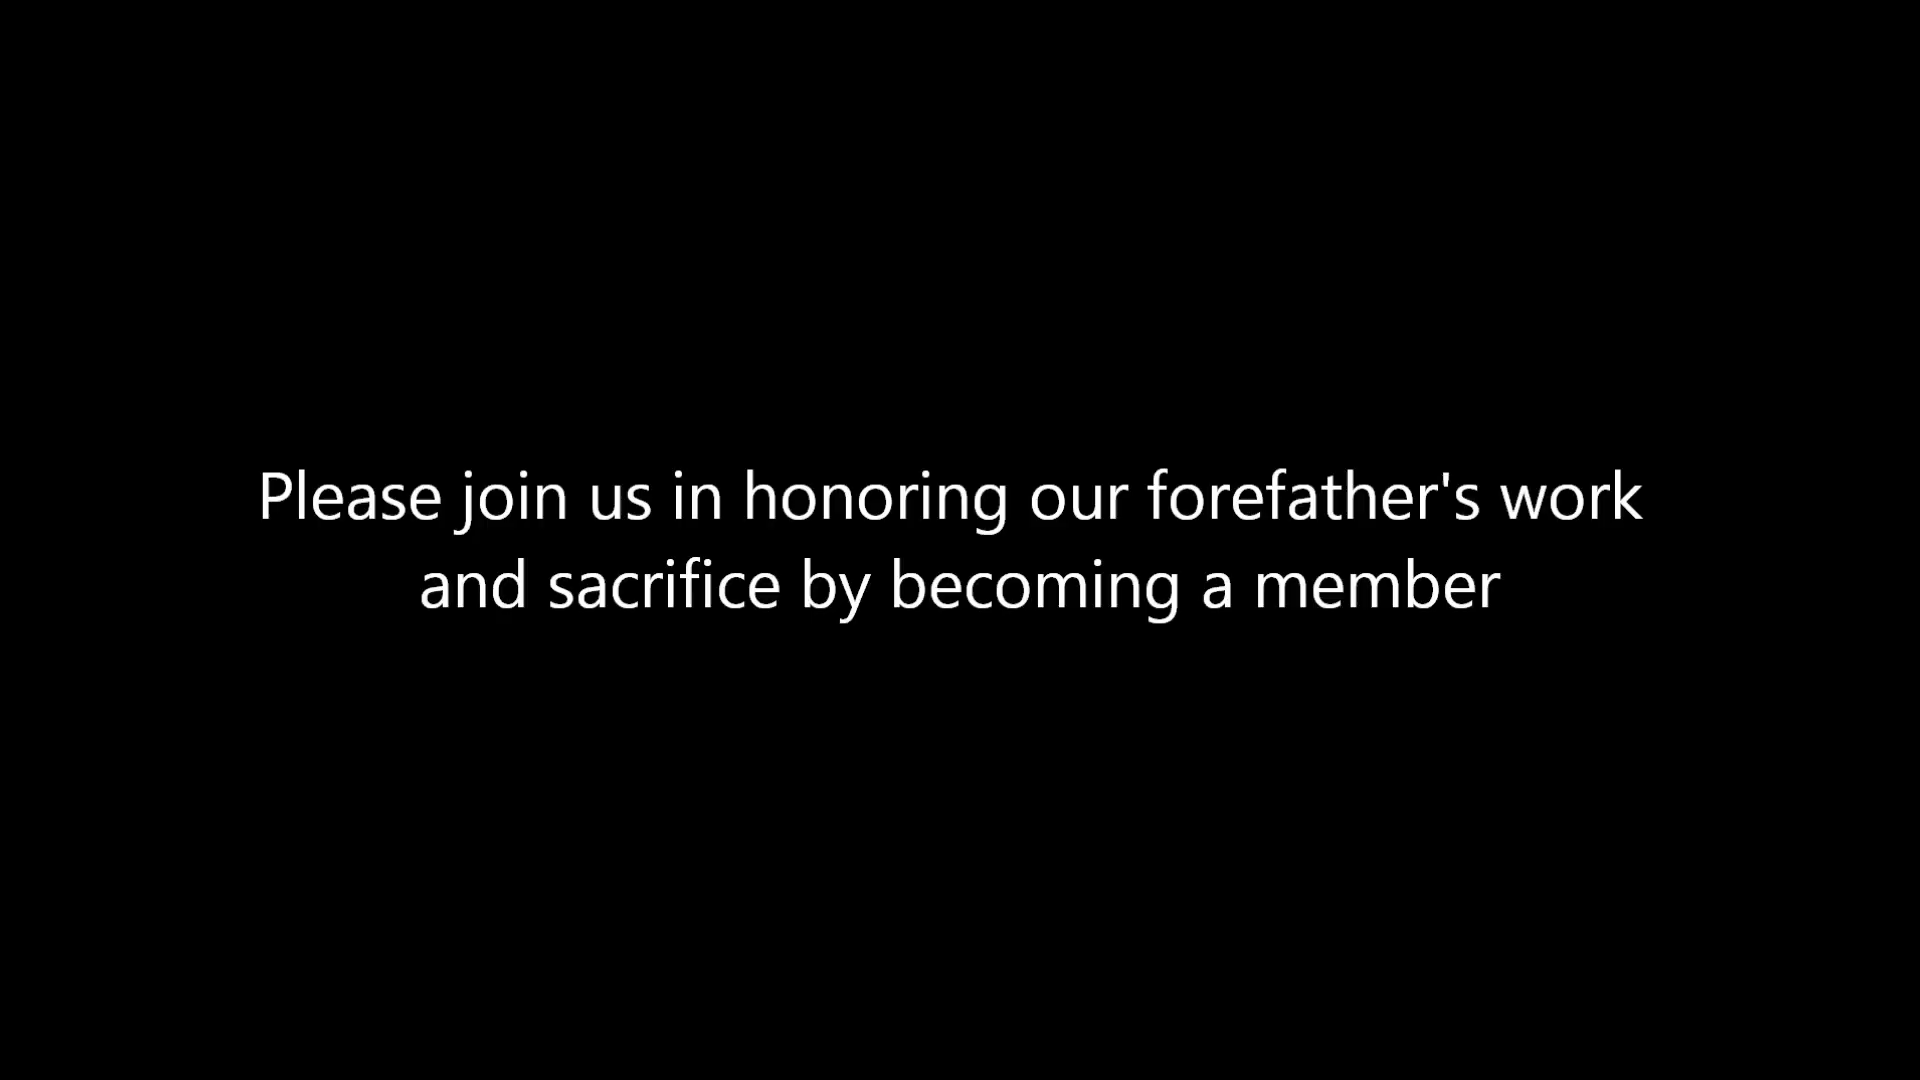 Please join us in honoring our forefather's work
and sacrifice by becoming a member